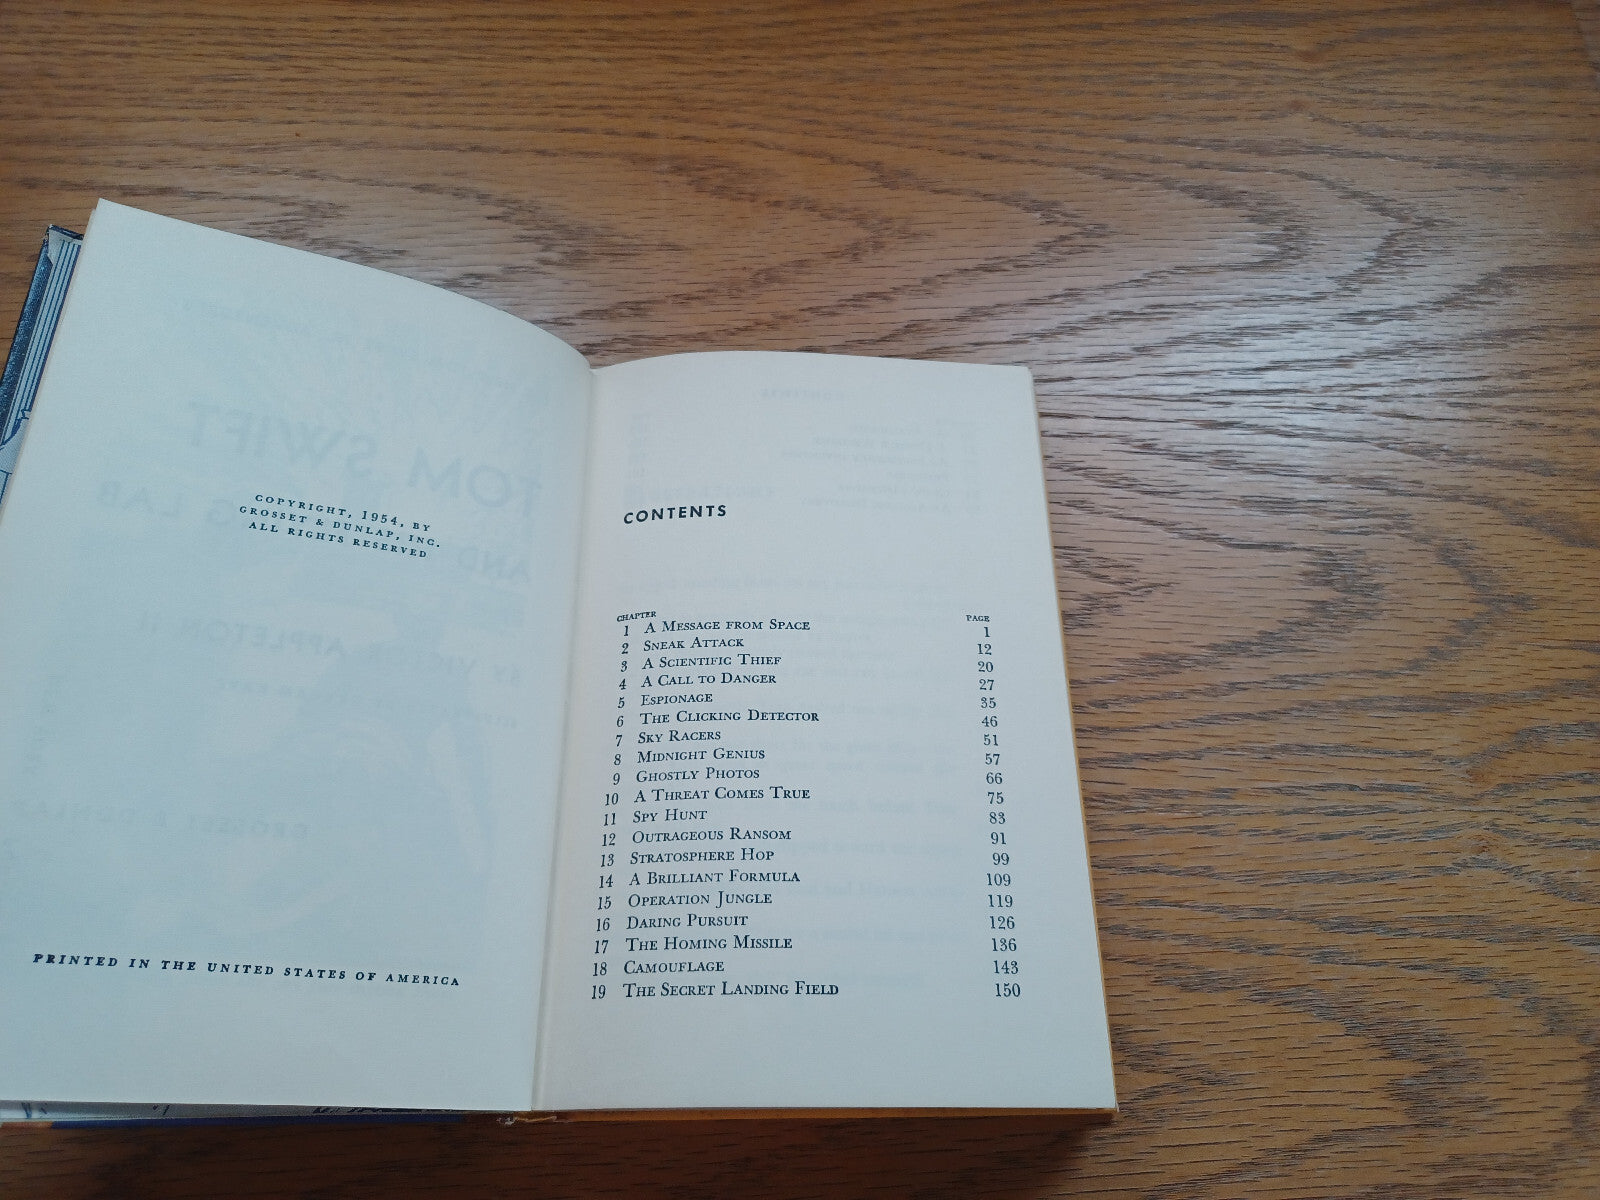 COPYRIGHT, 1954, BY
GROSSET & DUNLAP, INC.
ALL RIGHTS RESERVED
PRINTED IN THE UNITED STATES OF AMERICA
CONTENTS
CHAPTER PAGE
1 A Message from Space 1
2 Sneak Attack 12
3 A Scientific Thief 20
4 A Call to Danger 27
5 Espionage 35
6 The Clicking Detector 46
7 Sky Racers 51
8 Midnight Genius 57
9 Ghostly Photos 66
10 A Threat Comes True 75
11 Spy Hunt 83
12 Outrageous Ransom 91
13 Stratosphere Hop 99
14 A Brilliant Formula 109
15 Operation Jungle 119
16 Daring Pursuit 126
17 The Homing Missile 136
18 Camouflage 143
19 The Secret Landing Field 150